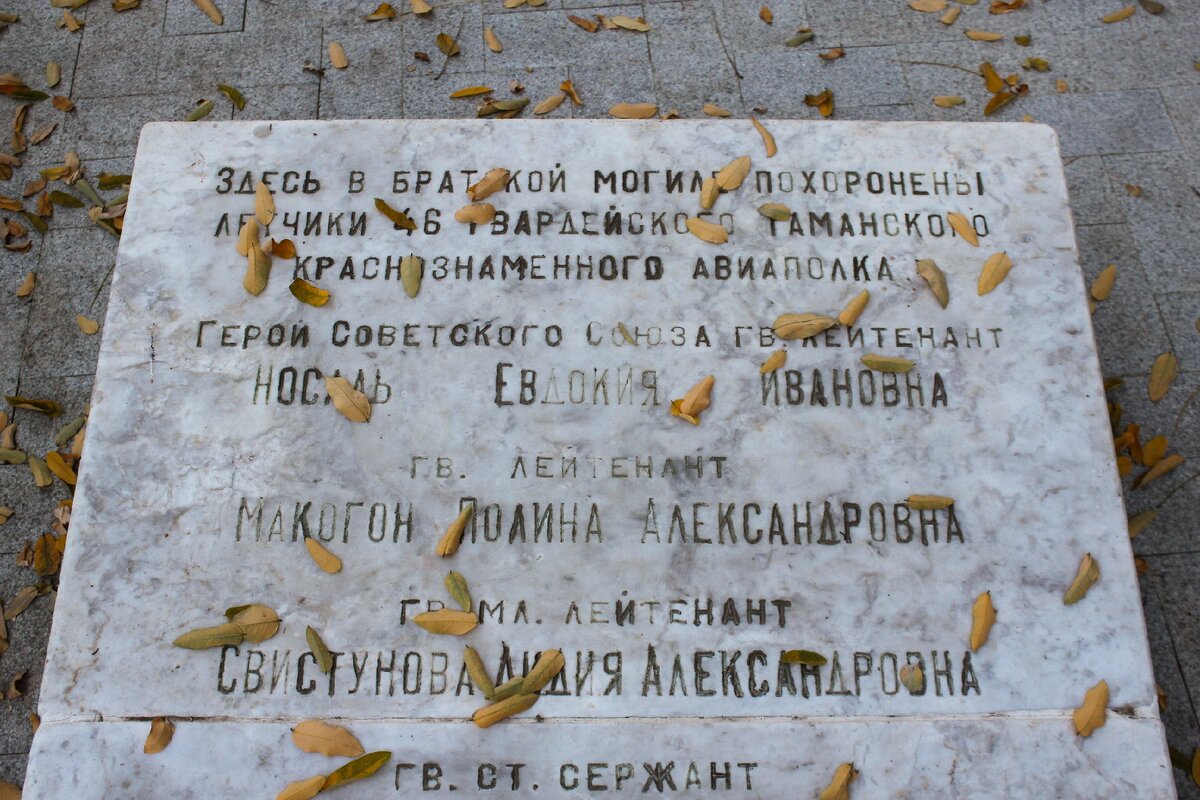 Здесь в братской могиле похоронены
летчики 46 гвардейского Таманского
Краснознаменного авиаполка
Герой Советского Союза гв. лейтенант
Носаль Евдокия Ивановна
гв. лейтенант
Макогон Полина Александровна
гв. мл. лейтенант
Свистунова Лидия Александровна
гв. ст. сержант